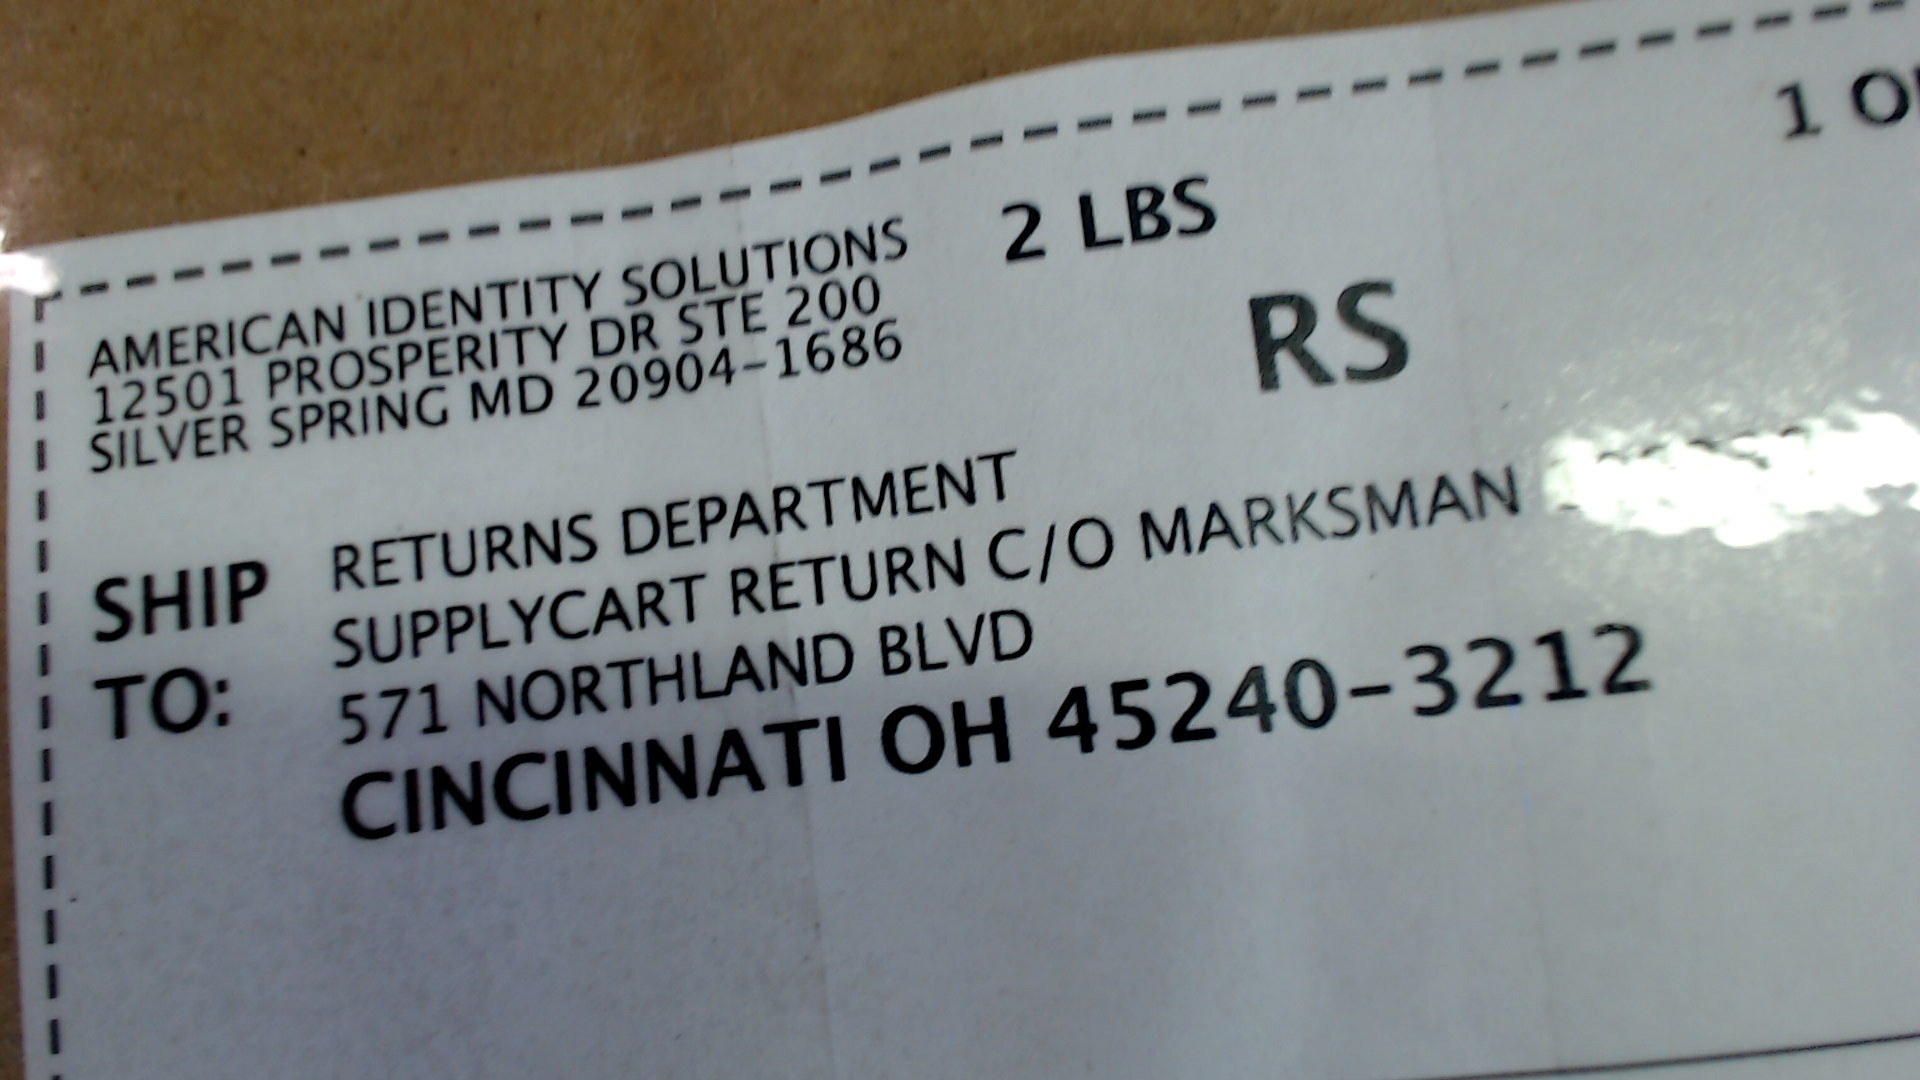 AMERICAN IDENTITY SOLUTIONS
12501 PROSPERITY DR STE 200
SILVER SPRING MD 20904-1686
2 LBS
1
RS
SHIP TO:
RETURNS DEPARTMENT
SUPPLYCART RETURN C/O MARKSMAN
571 NORTHLAND BLVD
CINCINNATI OH 45240-3212